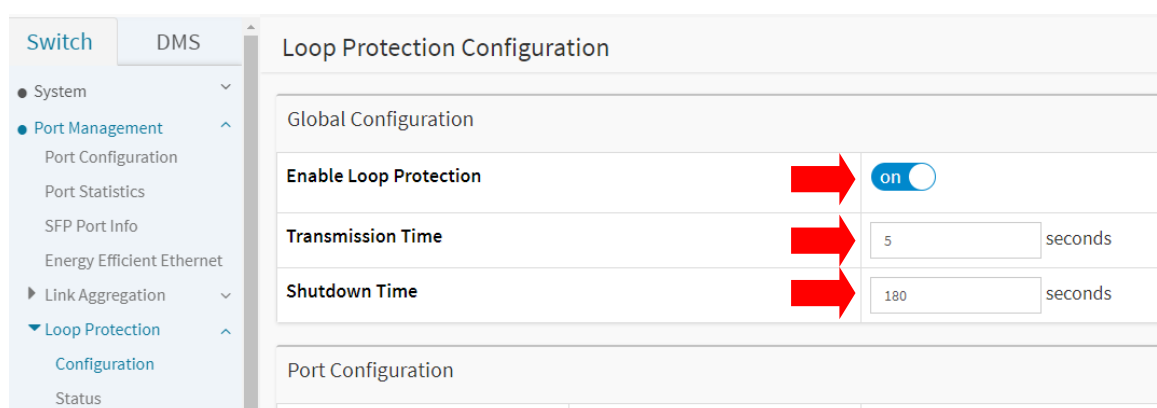 Switch DMS
System
Port Management
Port Configuration
Port Statistics
SFP Port Info
Energy Efficient Ethernet
Link Aggregation
Loop Protection
Configuration
Status
Loop Protection Configuration
Global Configuration
Enable Loop Protection on
Transmission Time 5 seconds
Shutdown Time 180 seconds
Port Configuration